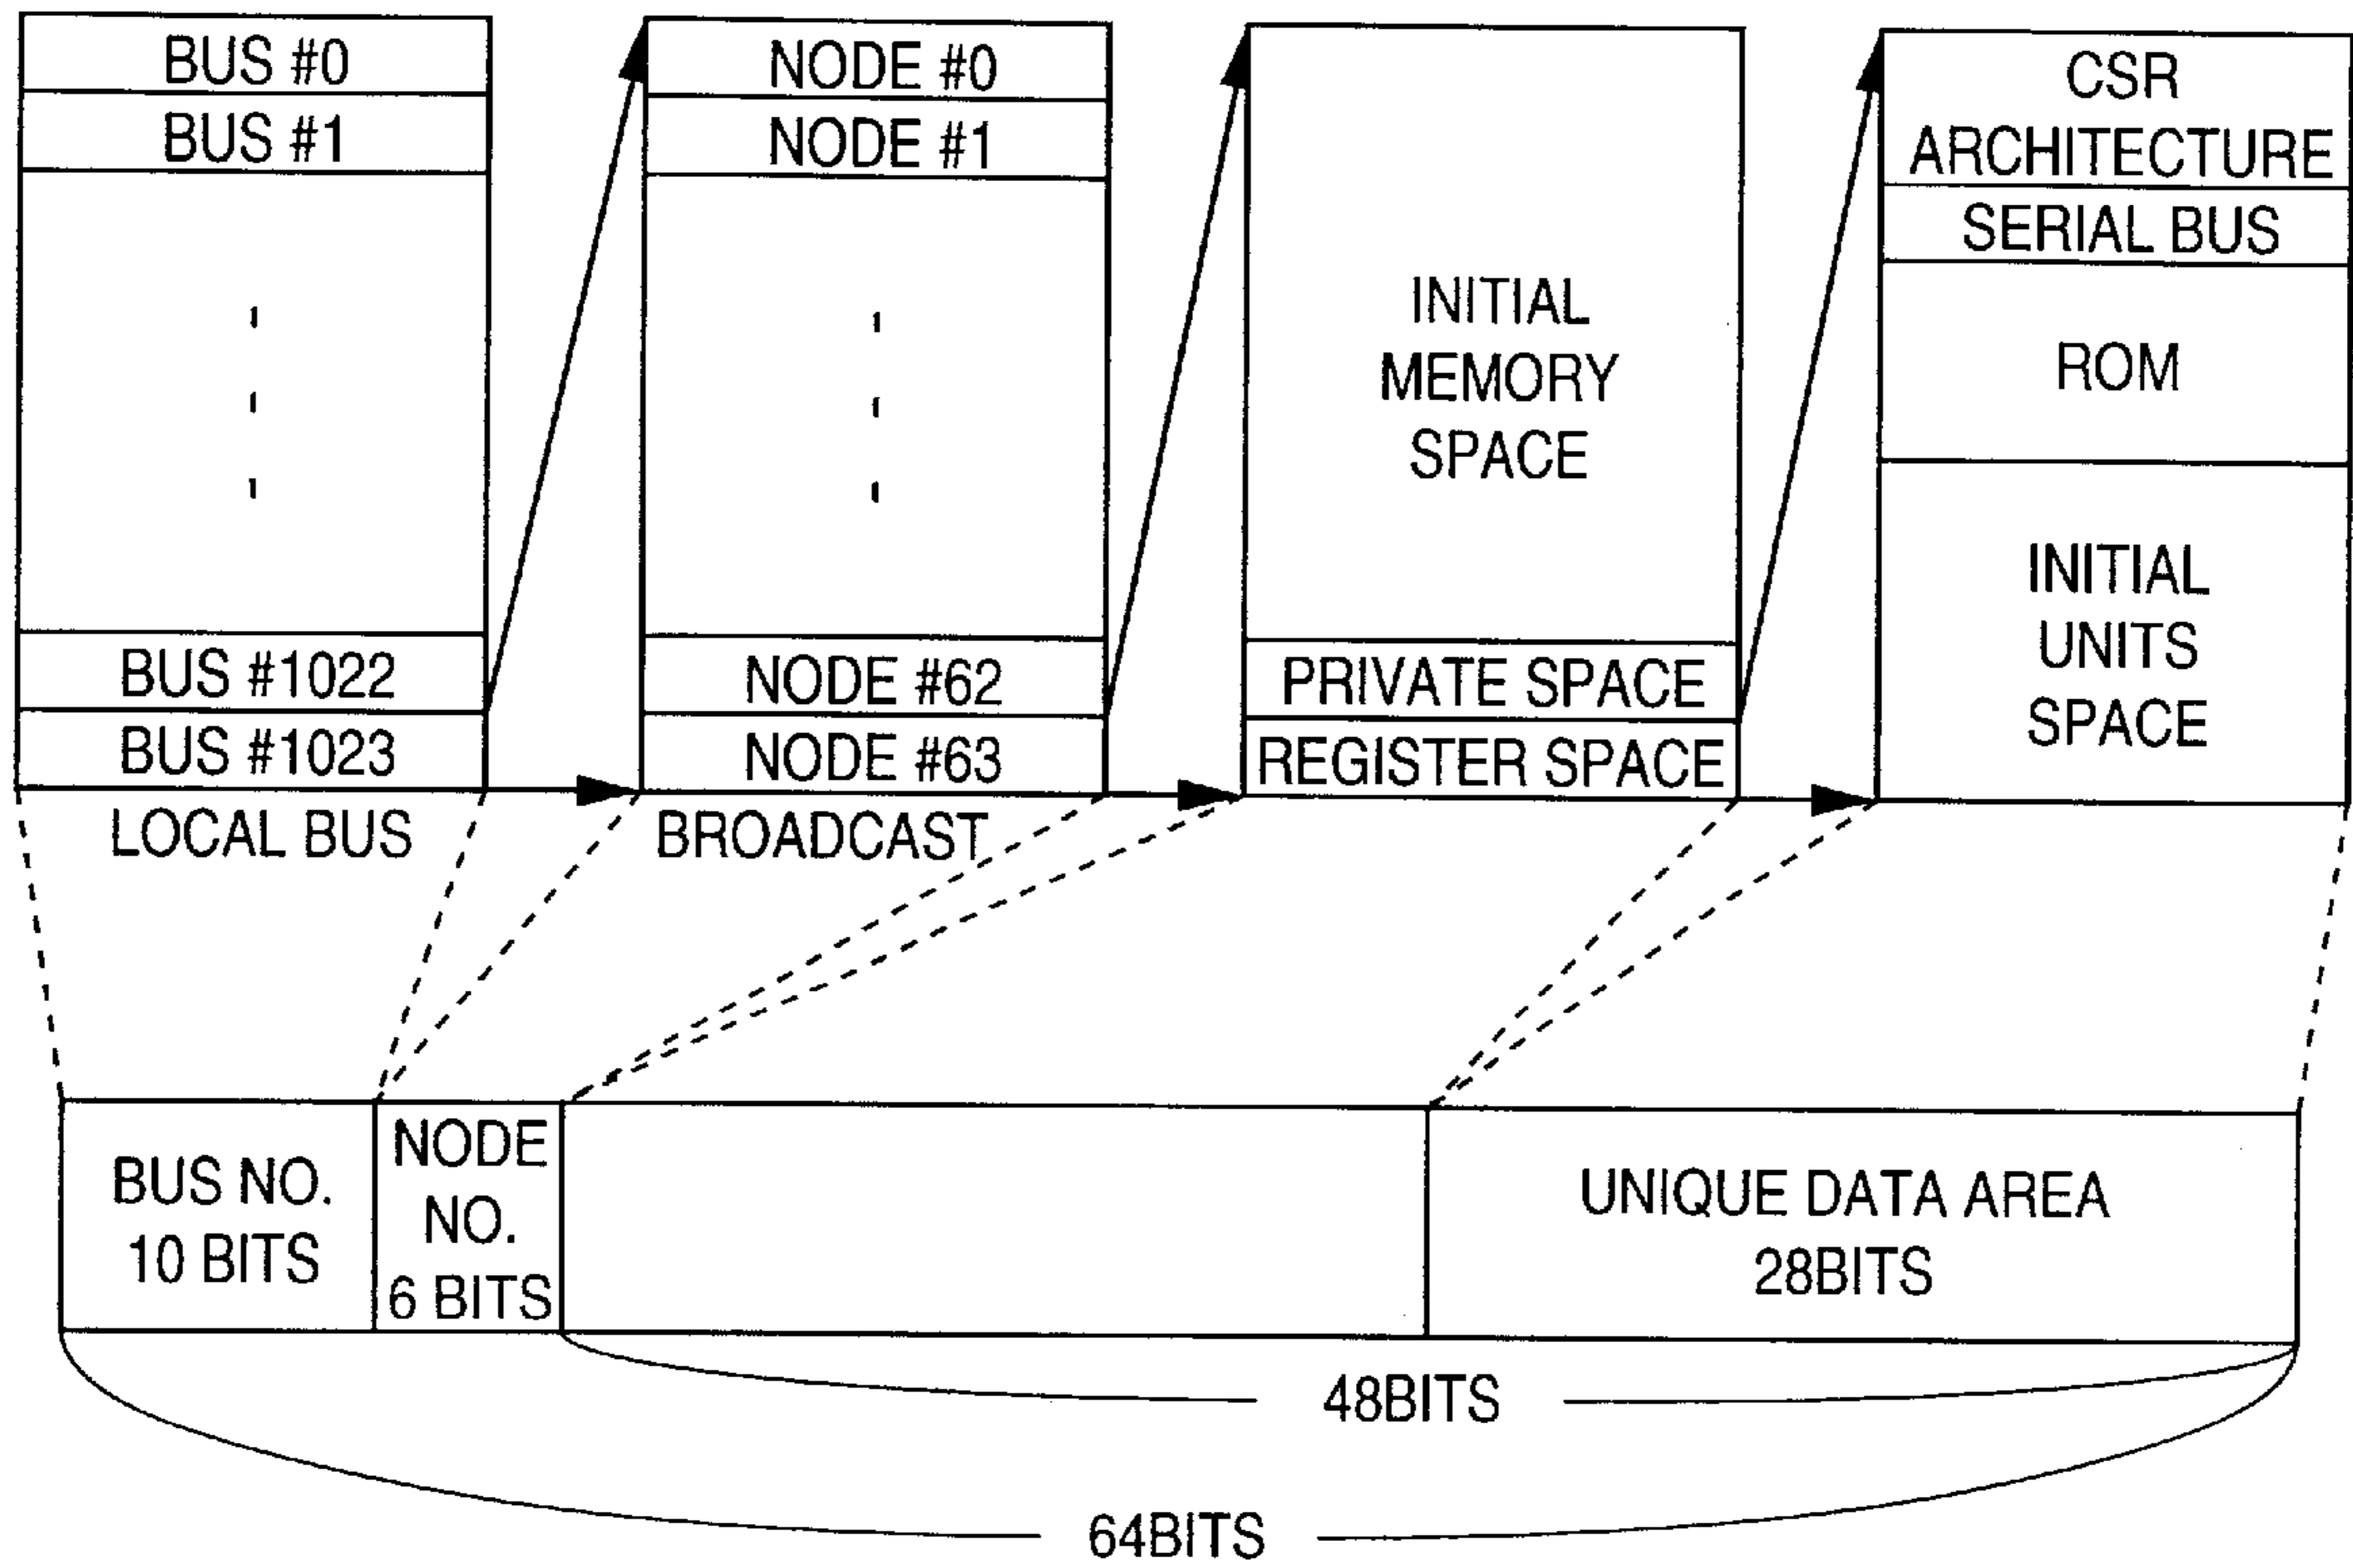 BUS #0
BUS #1
BUS #1022
BUS #1023
LOCAL BUS
NODE #0
NODE #1
NODE #62
NODE #63
BROADCAST
INITIAL
MEMORY
SPACE
PRIVATE SPACE
REGISTER SPACE
CSR
ARCHITECTURE
SERIAL BUS
ROM
INITIAL
UNITS
SPACE
BUS NO.
10 BITS
NODE
NO.
6 BITS
UNIQUE DATA AREA
28BITS
48BITS
64BITS